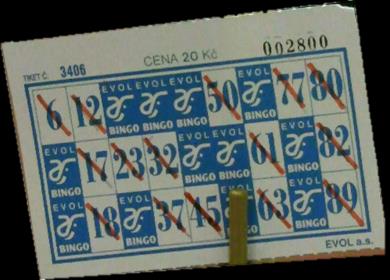 TIKET Č. 3406 CENA 20 Kč 002800
6 12 EVOL BINGO EVOL BINGO EVOL BINGO 50 EVOL BINGO 77 80
EVOL BINGO 17 23 32 EVOL BINGO EVOL BINGO 61 EVOL BINGO 82
EVOL BINGO 18 EVOL BINGO 37 45 EVOL 63 EVOL BINGO 89
EVOL a.s.